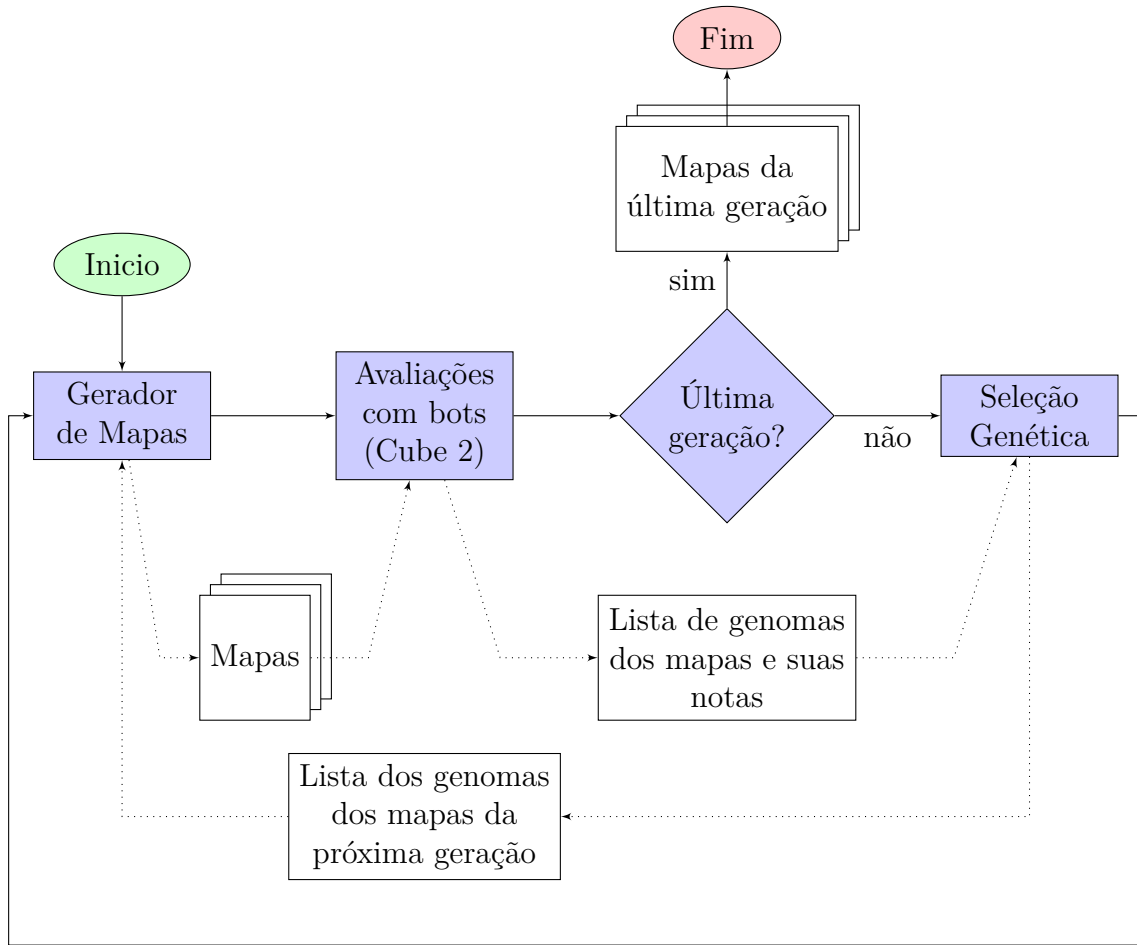 Fim
Mapas da
última geração
Inicio
sim
Gerador
de Mapas
Avaliações
com bots
(Cube 2)
Última
geração?
não
Seleção
Genética
Mapas
Lista de genomas
dos mapas e suas
notas
Lista dos genomas
dos mapas da
próxima geração